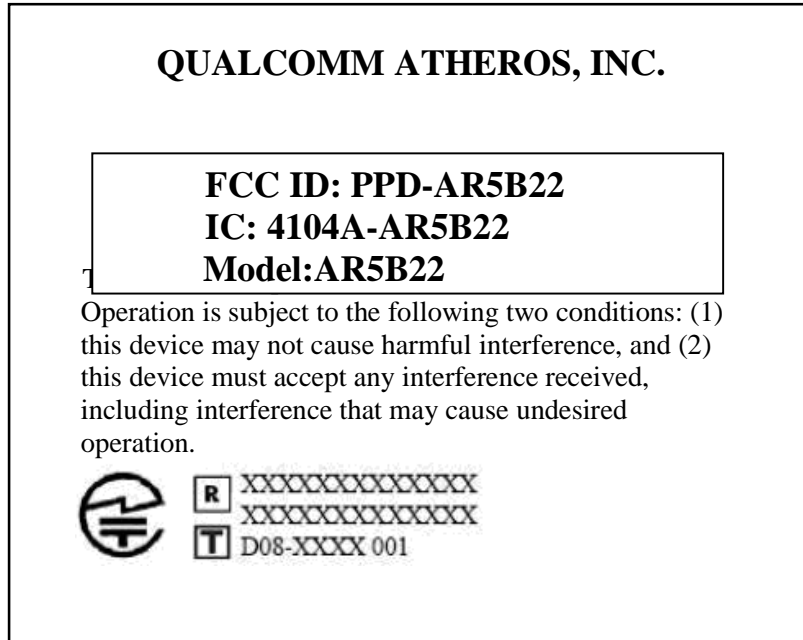 QUALCOMM ATHEROS, INC.
FCC ID: PPD-AR5B22
IC: 4104A-AR5B22
Model:AR5B22
Operation is subject to the following two conditions: (1)
this device may not cause harmful interference, and (2)
this device must accept any interference received,
including interference that may cause undesired
operation.
R XXXXXXXXXXXXXX
XXXXXXXXXXXXXX
T D08-XXXX 001